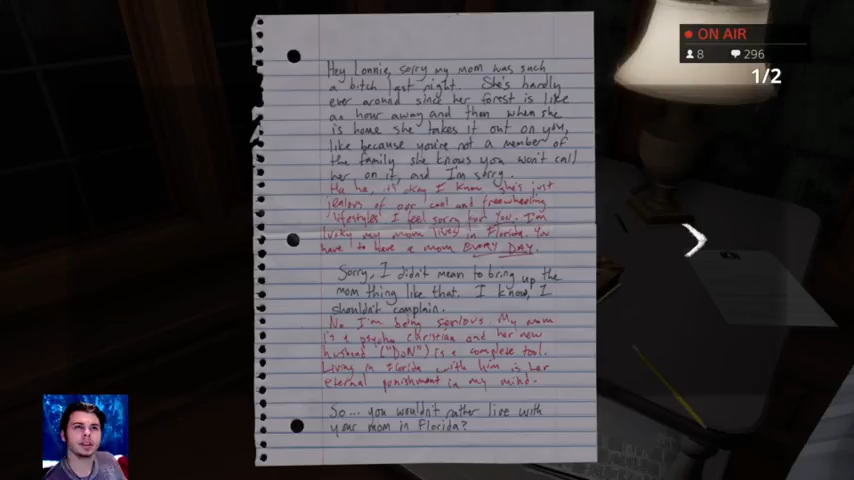 ON AIR
8 296
1/2
Hey Lonnie, sorry my mom was such
a bitch last night. She's hardly
ever around since her forest is like
an hour away and then when she
is home she takes it out on you,
like because you're not a member of
the family she knows you won't call
her on it, and I'm sorry.
Ha ha, it's okay I know she's just
jealous of our cool and freewheeling
lifestyles I feel sorry for you. I'm
lucky my mom lives in Florida. You
have to have a mom EVERY DAY.
Sorry, I didn't mean to bring up the
mom thing like that. I know, I
shouldn't complain.
No I'm being serious. My mom
is a psycho christian and her new
husband ("DoN") is a complete tool.
Living in Florida with him is her
eternal punishment in my mind.
So... you wouldn't rather live with
your mom in Florida?